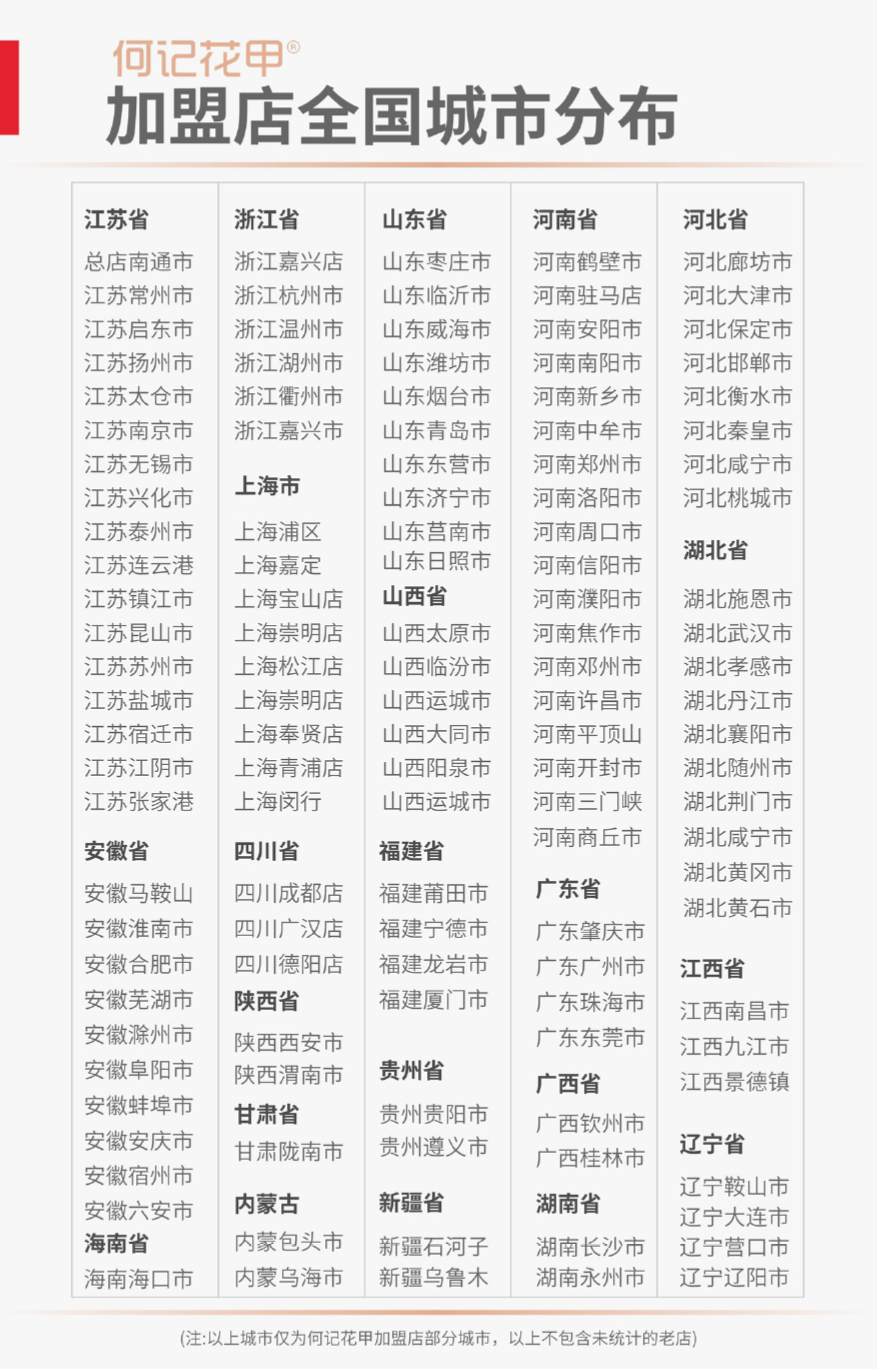 何记花甲®
加盟店全国城市分布
江苏省
总店南通市
江苏常州市
江苏启东市
江苏扬州市
江苏太仓市
江苏南京市
江苏无锡市
江苏兴化市
江苏泰州市
江苏连云港
江苏镇江市
江苏昆山市
江苏苏州市
江苏盐城市
江苏宿迁市
江苏江阴市
江苏张家港
安徽省
安徽马鞍山
安徽淮南市
安徽合肥市
安徽芜湖市
安徽滁州市
安徽阜阳市
安徽蚌埠市
安徽安庆市
安徽宿州市
安徽六安市
海南省
海南海口市
浙江省
浙江嘉兴店
浙江杭州市
浙江温州市
浙江湖州市
浙江衢州市
浙江嘉兴市
上海市
上海浦区
上海嘉定
上海宝山店
上海崇明店
上海松江店
上海崇明店
上海奉贤店
上海青浦店
上海闵行
四川省
四川成都店
四川广汉店
四川德阳店
陕西省
陕西西安市
陕西渭南市
甘肃省
甘肃陇南市
内蒙古
内蒙包头市
内蒙乌海市
山东省
山东枣庄市
山东临沂市
山东威海市
山东潍坊市
山东烟台市
山东青岛市
山东东营市
山东济宁市
山东莒南市
山东日照市
山西省
山西太原市
山西临汾市
山西运城市
山西大同市
山西阳泉市
山西运城市
福建省
福建莆田市
福建宁德市
福建龙岩市
福建厦门市
贵州省
贵州贵阳市
贵州遵义市
新疆省
新疆石河子
新疆乌鲁木
河南省
河南鹤壁市
河南驻马店
河南安阳市
河南南阳市
河南新乡市
河南中牟市
河南郑州市
河南洛阳市
河南周口市
河南信阳市
河南濮阳市
河南焦作市
河南邓州市
河南许昌市
河南平顶山
河南开封市
河南三门峡
河南商丘市
广东省
广东肇庆市
广东广州市
广东珠海市
广东东莞市
广西省
广西钦州市
广西桂林市
湖南省
湖南长沙市
湖南永州市
河北省
河北廊坊市
河北大津市
河北保定市
河北邯郸市
河北衡水市
河北秦皇市
河北咸宁市
河北桃城市
湖北省
湖北施恩市
湖北武汉市
湖北孝感市
湖北丹江市
湖北襄阳市
湖北随州市
湖北荆门市
湖北咸宁市
湖北黄冈市
湖北黄石市
江西省
江西南昌市
江西九江市
江西景德镇
辽宁省
辽宁鞍山市
辽宁大连市
辽宁营口市
辽宁辽阳市
(注:以上城市仅为何记花甲加盟店部分城市，以上不包含未统计的老店)